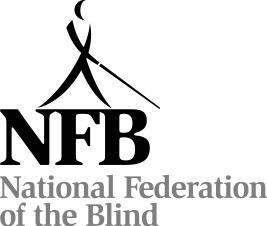 NFB
National Federation
of the Blind